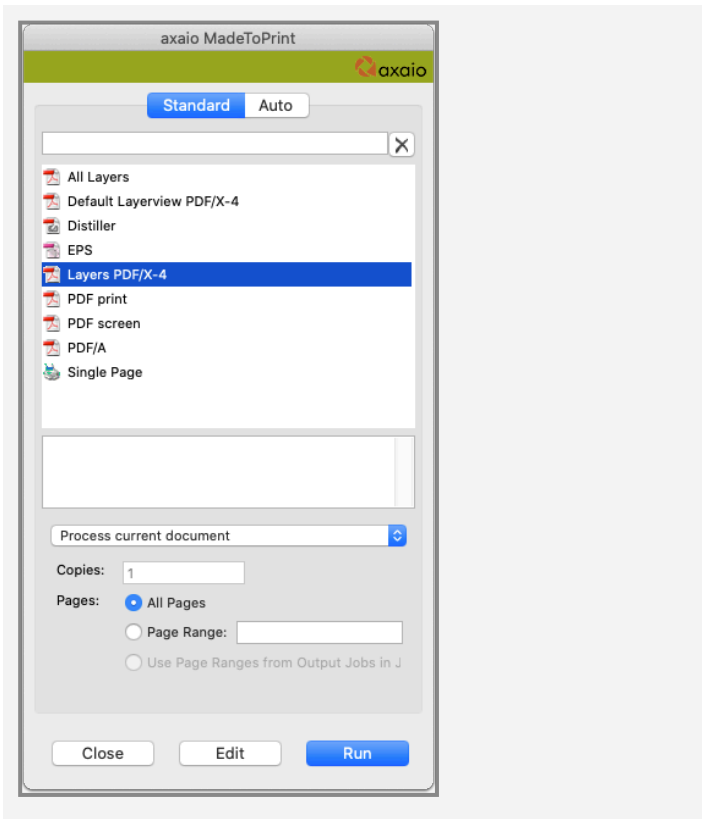 axaio MadeToPrint
axaio
Standard Auto
All Layers
Default Layerview PDF/X-4
Distiller
EPS
Layers PDF/X-4
PDF print
PDF screen
PDF/A
Single Page
Process current document
Copies: 1
Pages: All Pages
Page Range:
Use Page Ranges from Output Jobs in J
Close Edit Run